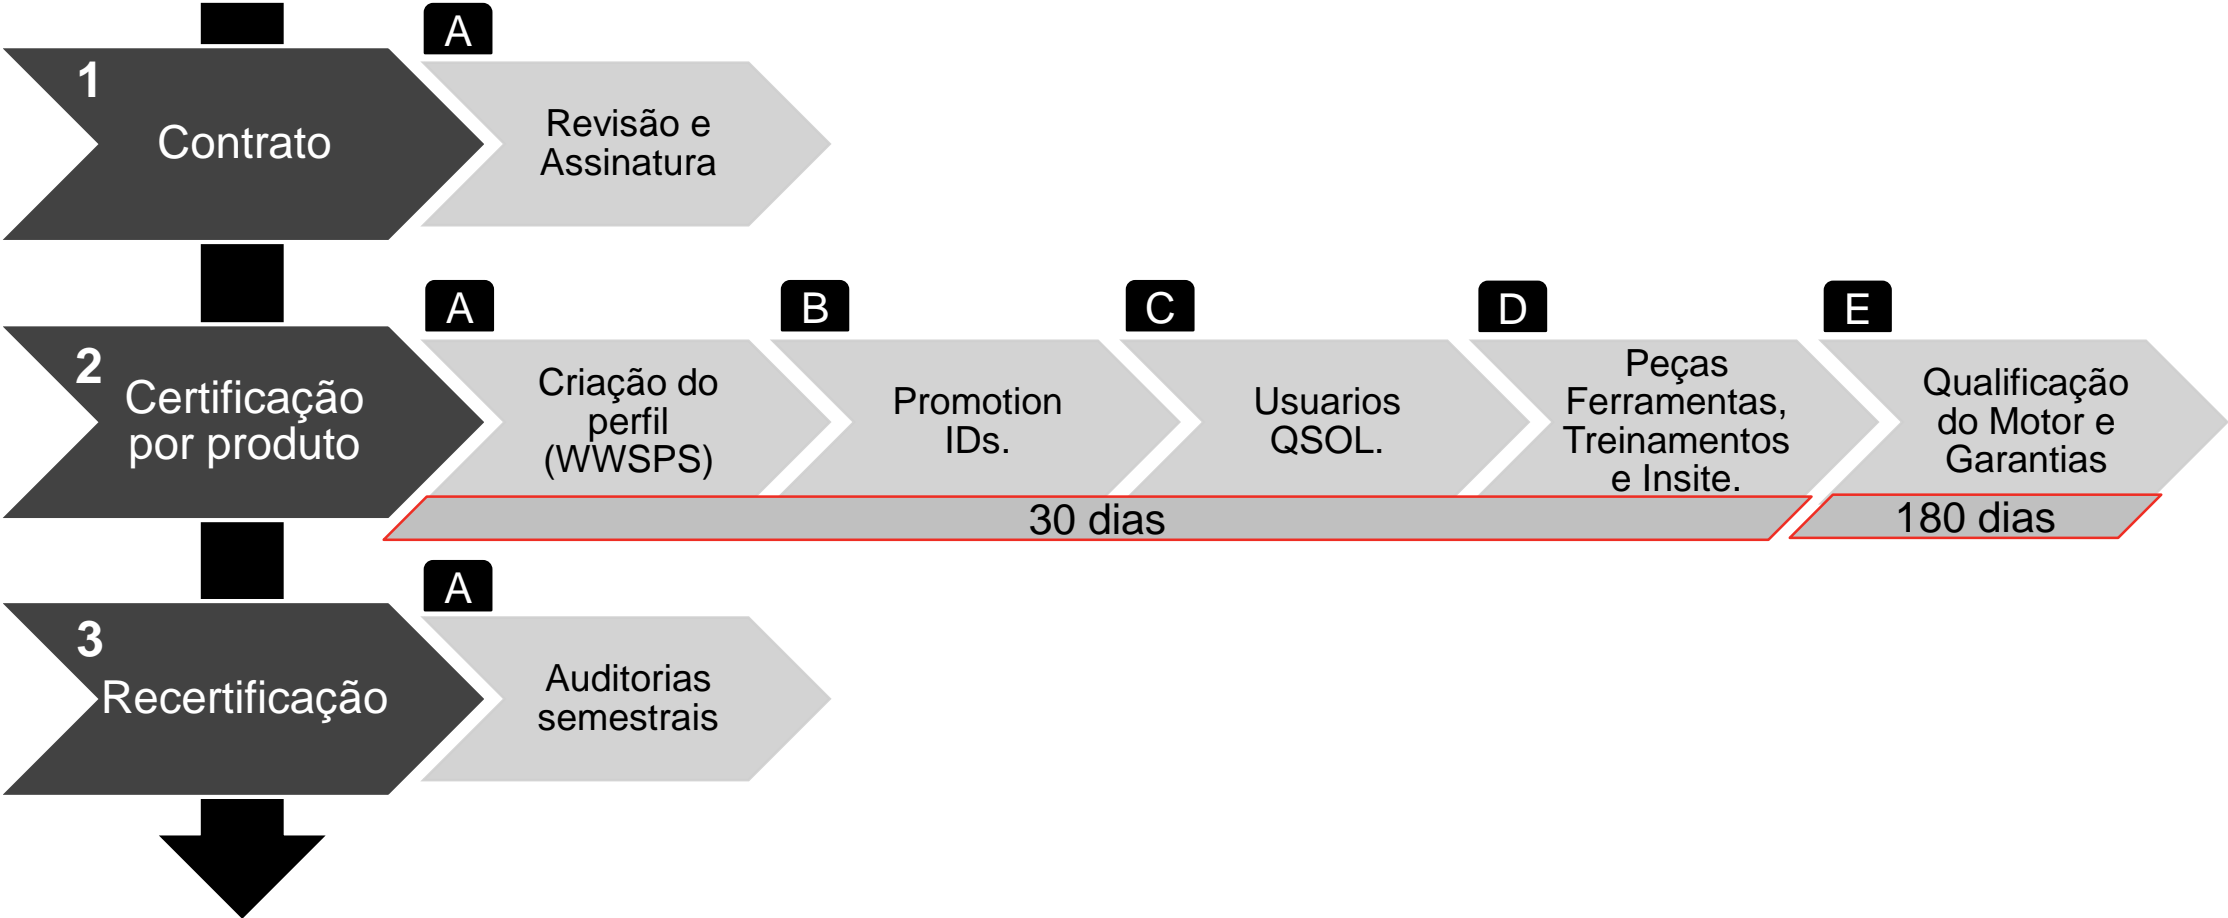 A
1
Contrato
Revisão e
Assinatura
A
B
C
D
E
2
Certificação
por produto
Criação do
perfil
(WWSPS)
Promotion
IDs.
Usuarios
QSOL.
Peças
Ferramentas,
Treinamentos
e Insite.
Qualificação
do Motor e
Garantias
30 dias
180 dias
A
3
Recertificação
Auditorias
semestrais